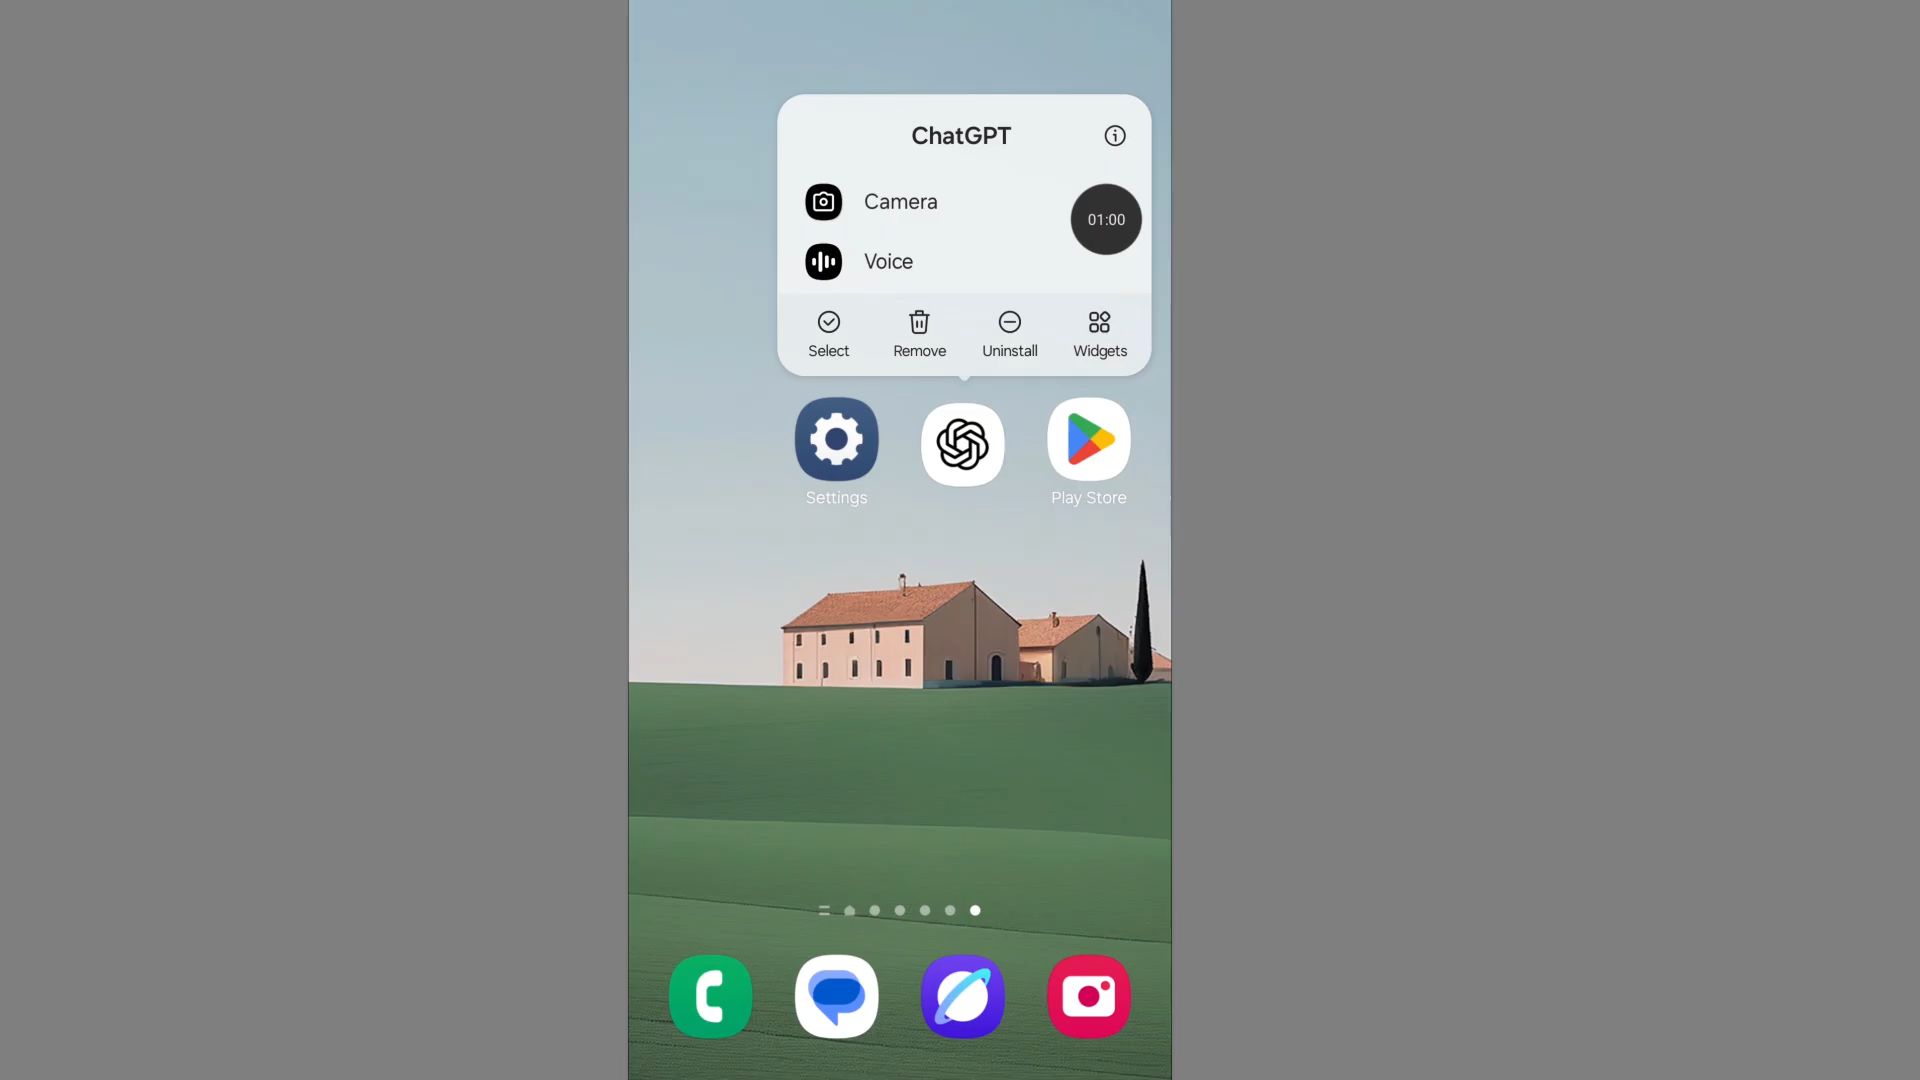 ChatGPT
Camera
01:00
Voice
Select Remove Uninstall Widgets
Settings Play Store